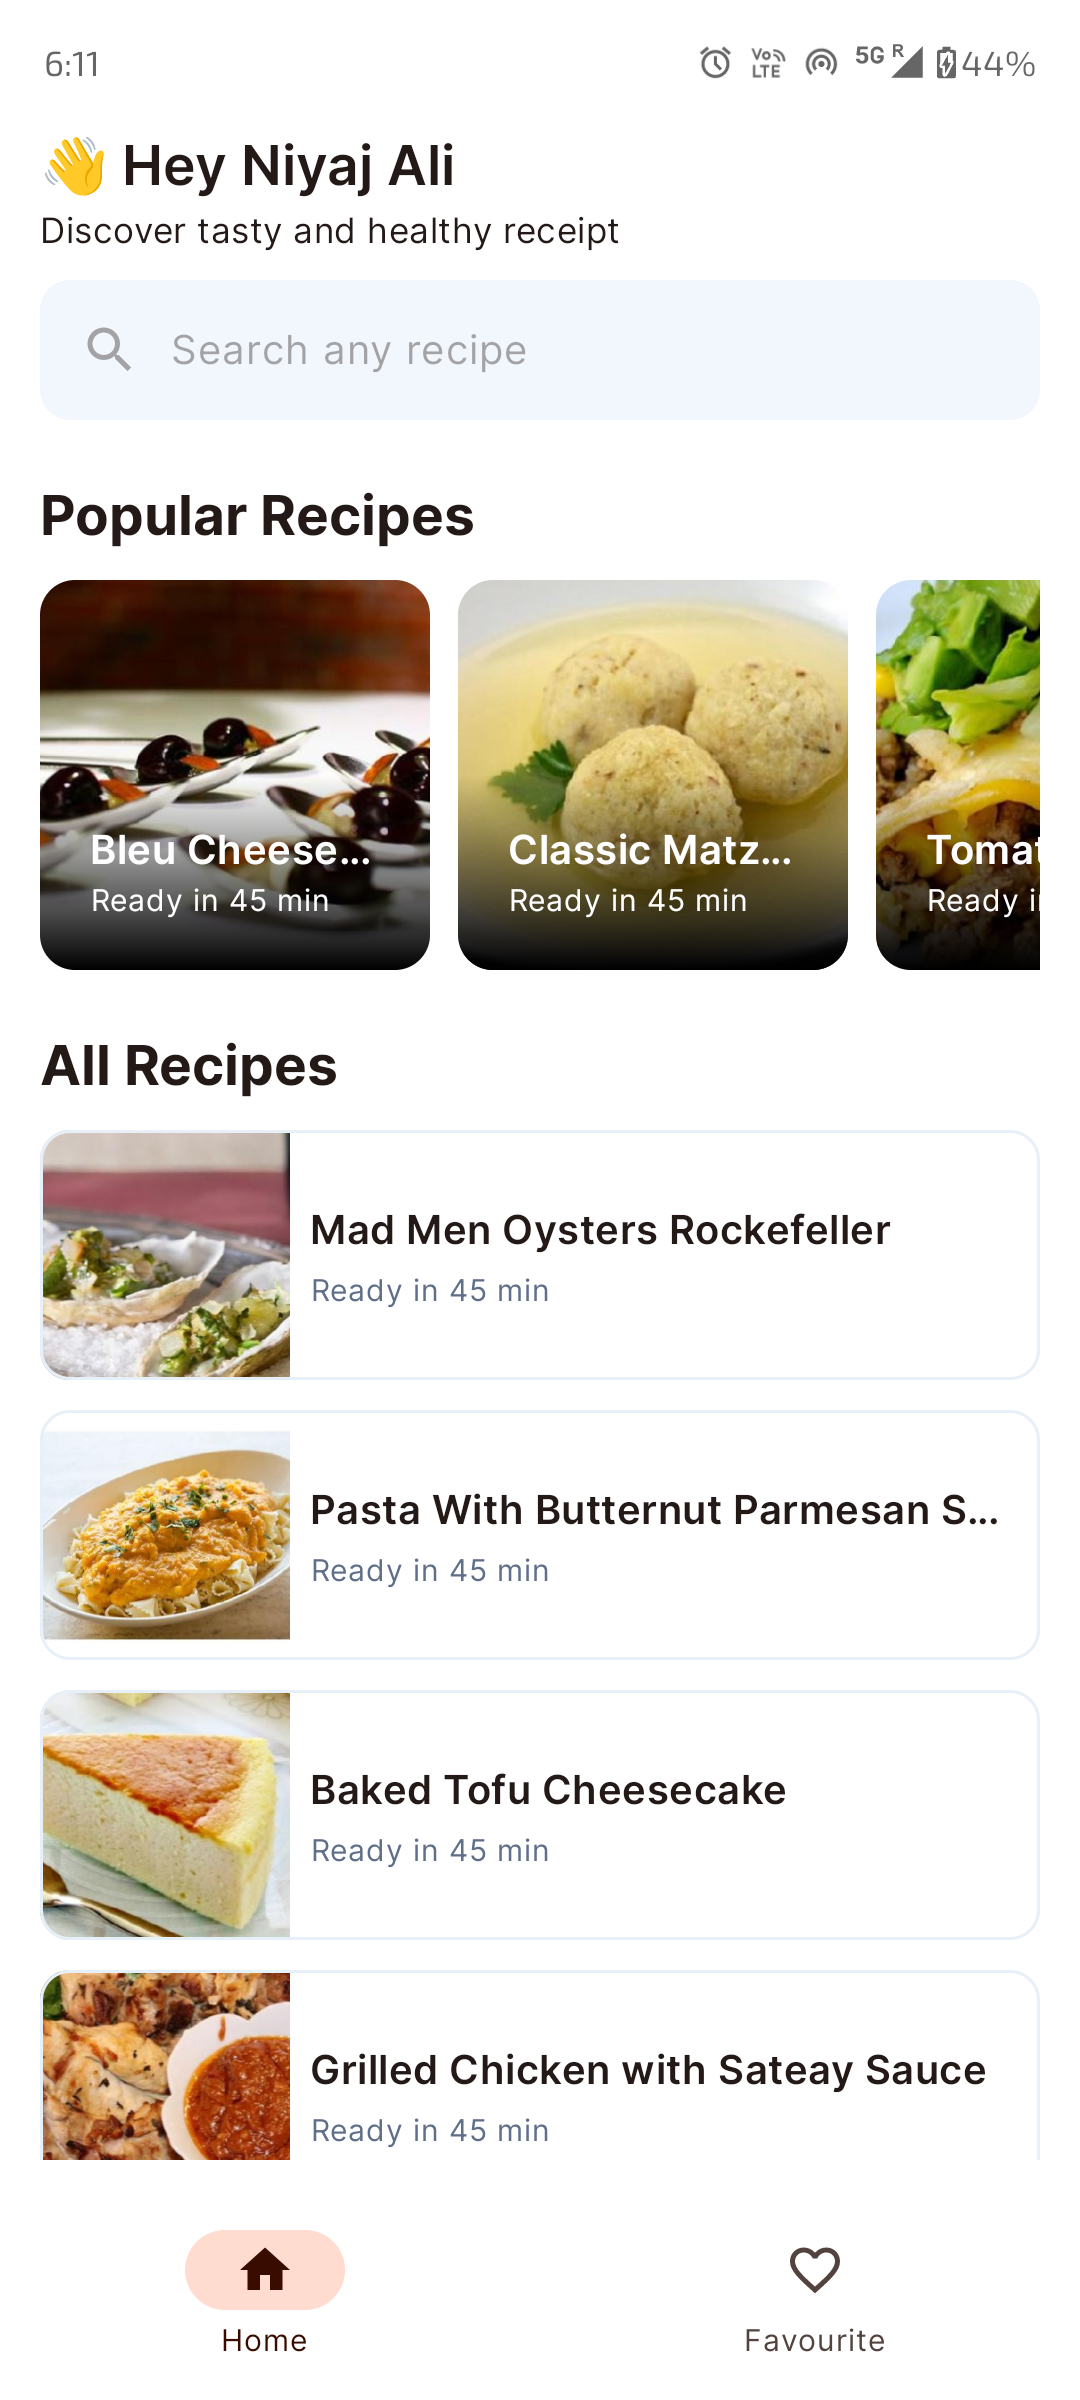 6:11
Vo LTE 5G R 44%
👋 Hey Niyaj Ali
Discover tasty and healthy receipt
Search any recipe
Popular Recipes
Bleu Cheese...
Ready in 45 min
Classic Matz...
Ready in 45 min
Tomat
Ready i
All Recipes
Mad Men Oysters Rockefeller
Ready in 45 min
Pasta With Butternut Parmesan S...
Ready in 45 min
Baked Tofu Cheesecake
Ready in 45 min
Grilled Chicken with Sateay Sauce
Ready in 45 min
Home
Favourite